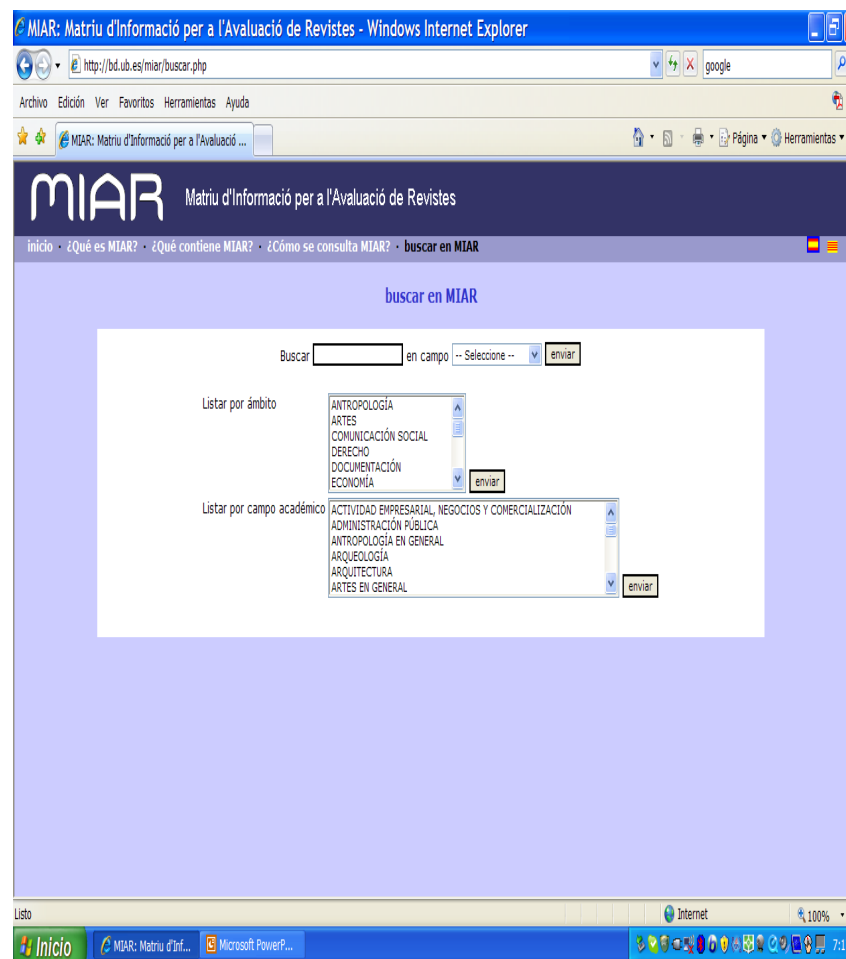 MIAR: Matriu d'Informació per a l'Avaluació de Revistes - Windows Internet Explorer
http://bd.ub.es/miar/buscar.php
google
Archivo Edición Ver Favoritos Herramientas Ayuda
MIAR: Matriu d'Informació per a l'Avaluació ...
Página
Herramientas
MIAR Matriu d'Informació per a l'Avaluació de Revistes
inicio · ¿Qué es MIAR? · ¿Qué contiene MIAR? · ¿Cómo se consulta MIAR? · buscar en MIAR
buscar en MIAR
Buscar en campo -- Seleccione -- enviar
Listar por ámbito
ANTROPOLOGÍA
ARTES
COMUNICACIÓN SOCIAL
DERECHO
DOCUMENTACIÓN
ECONOMÍA
enviar
Listar por campo académico
ACTIVIDAD EMPRESARIAL, NEGOCIOS Y COMERCIALIZACIÓN
ADMINISTRACIÓN PÚBLICA
ANTROPOLOGÍA EN GENERAL
ARQUEOLOGÍA
ARQUITECTURA
ARTES EN GENERAL
enviar
Listo Internet 100%
Inicio MIAR: Matriu d'Inf... Microsoft PowerP...